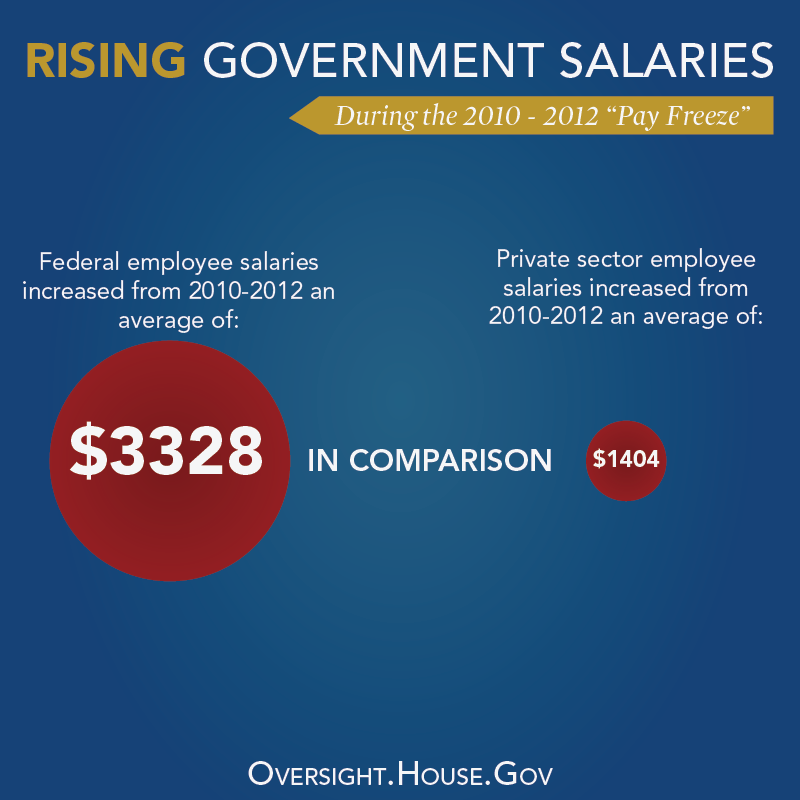 RISING GOVERNMENT SALARIES
During the 2010 - 2012 “Pay Freeze”
Federal employee salaries
increased from 2010-2012 an
average of:
Private sector employee
salaries increased from
2010-2012 an average of:
$3328
IN COMPARISON
$1404
OVERSIGHT.HOUSE.GOV